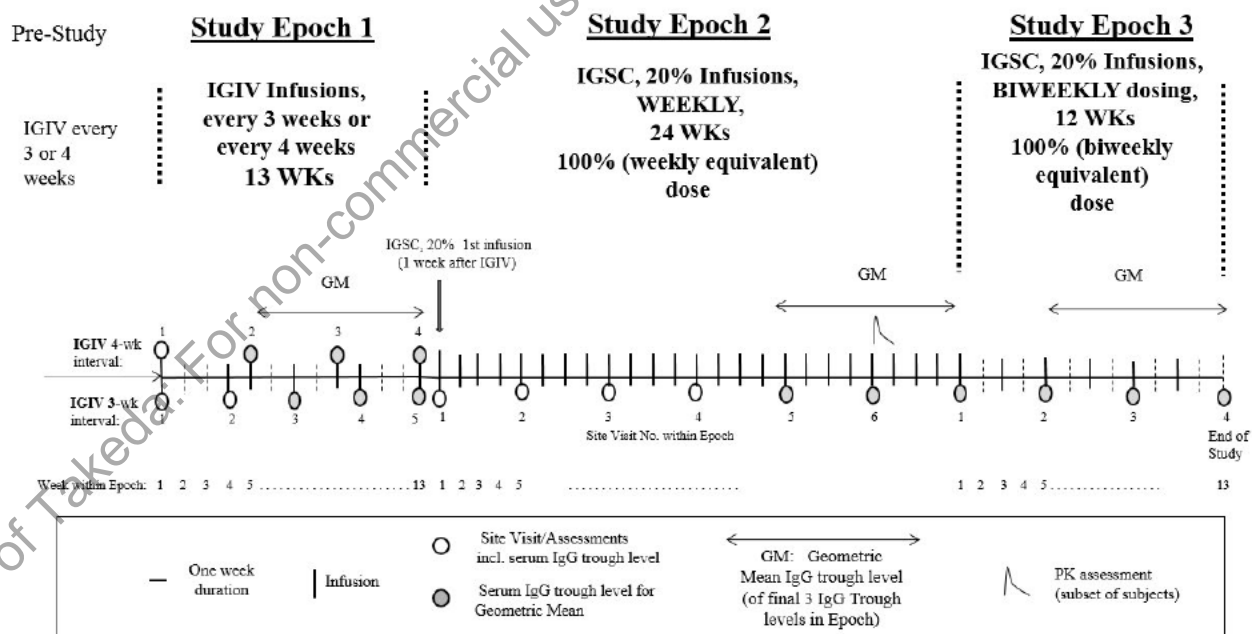 Pre-Study
Study Epoch 1
Study Epoch 2
Study Epoch 3
IGIV every
3 or 4
weeks
IGIV Infusions,
every 3 weeks or
every 4 weeks
13 WKs
IGSC, 20% Infusions,
WEEKLY,
24 WKs
100% (weekly equivalent)
dose
IGSC, 20% Infusions,
BIWEEKLY dosing,
12 WKs
100% (biweekly
equivalent)
dose
IGSC, 20% 1st infusion
(1 week after IGIV)
GM
GM
GM
IGIV 4-wk
interval:
1 2 3 4
IGIV 3-wk
interval:
1 2 3 4 5 1 2 3 4 5 6 1 2 3 4
Site Visit No. within Epoch
End of
Study
Week within Epoch: 1 2 3 4 5 ......................... 13 1 2 3 4 5 ......................... 1 2 3 4 5 ......................... 13
One week
duration
Infusion
Site Visit/Assessments
incl. serum IgG trough level
Serum IgG trough level for
Geometric Mean
GM: Geometric
Mean IgG trough level
(of final 3 IgG Trough
levels in Epoch)
PK assessment
(subset of subjects)
of Takeda. For non-commercial us